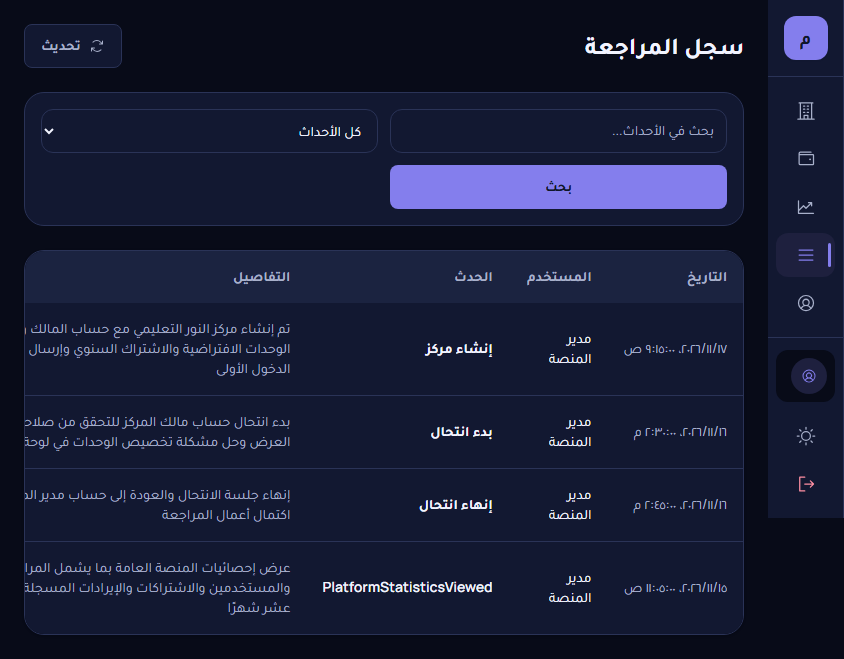 م
سجل المراجعة
تحديث
بحث في الأحداث...
كل الأحداث
بحث
التاريخ المستخدم الحدث التفاصيل
١٧‏/١١‏/٢٠٢٦، ٩:١٥:٠٠ ص
مدير
المنصة
إنشاء مركز
تم إنشاء مركز النور التعليمي مع حساب المالك
الوحدات الافتراضية والاشتراك السنوي وإرسال
الدخول الأولى
١٦‏/١١‏/٢٠٢٦، ٢:٣٠:٠٠ م
مدير
المنصة
بدء انتحال
بدء انتحال حساب مالك المركز للتحقق من
العرض وحل مشكلة تخصيص الوحدات في
١٦‏/١١‏/٢٠٢٦، ٢:٤٥:٠٠ م
مدير
المنصة
إنهاء انتحال
إنهاء جلسة الانتحال والعودة إلى حساب مدير
اكتمال أعمال المراجعة
١٥‏/١١‏/٢٠٢٦، ١١:٠٥:٠٠ ص
مدير
المنصة
PlatformStatisticsViewed
عرض إحصائيات المنصة العامة بما يشمل
والمستخدمين والاشتراكات والإيرادات المسجلة
عشر شهرًا